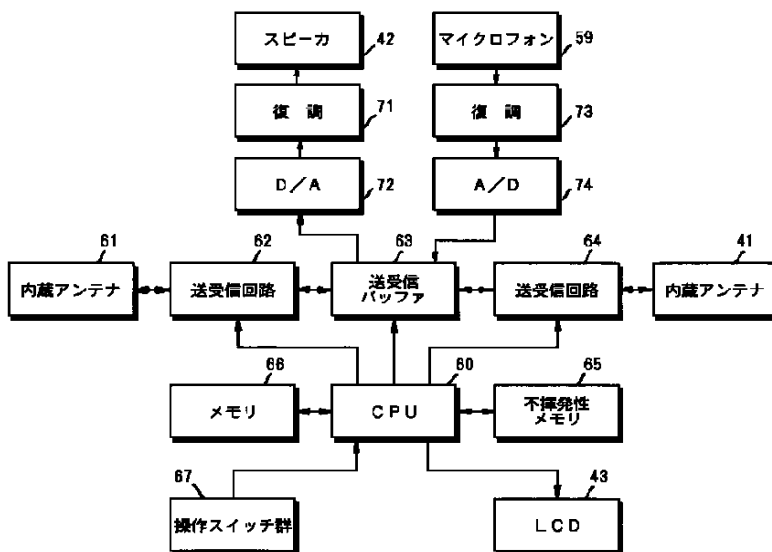 スピーカ 42 マイクロフォン 59
復調 71 復調 73
D／A 72 A／D 74
61 62 63 64 41
内蔵アンテナ 送受信回路 送受信 送受信回路 内蔵アンテナ
バッファ
66 60 65
メモリ CPU 不揮発性
メモリ
67 43
操作スイッチ群 LCD